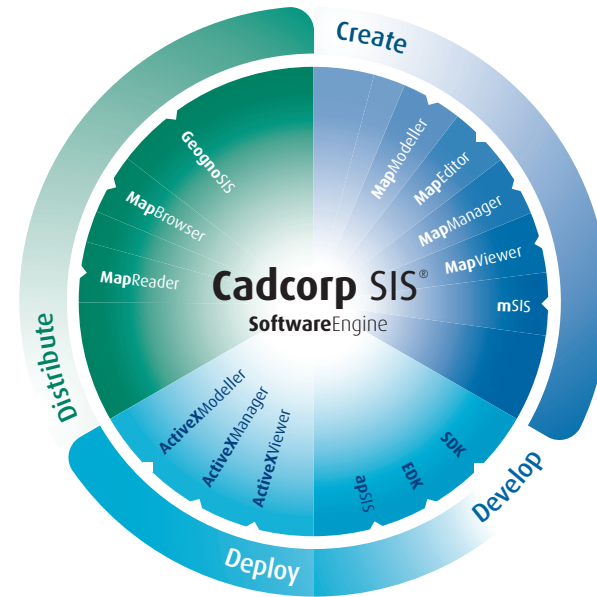 Create
MapModeller
MapEditor
MapManager
MapViewer
mSIS
Cadcorp SIS®
SoftwareEngine
GeognoSIS
MapBrowser
MapReader
Distribute
ActiveXModeller
ActiveXManager
ActiveXViewer
apSIS
EDK
SDK
Develop
Deploy